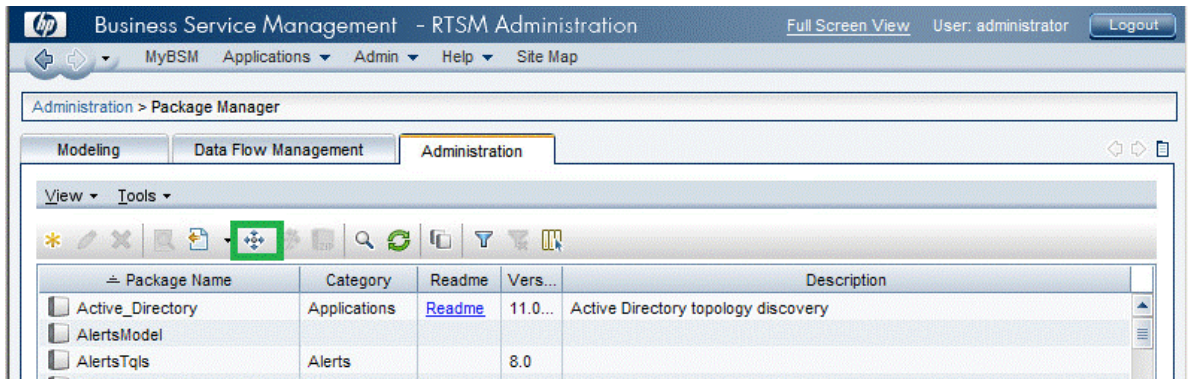 hp Business Service Management - RTSM Administration Full Screen View User: administrator Logout
MyBSM Applications Admin Help Site Map
Administration > Package Manager
Modeling Data Flow Management Administration
View Tools
Package Name Category Readme Vers... Description
Active_Directory Applications Readme 11.0... Active Directory topology discovery
AlertsModel
AlertsTqls Alerts 8.0